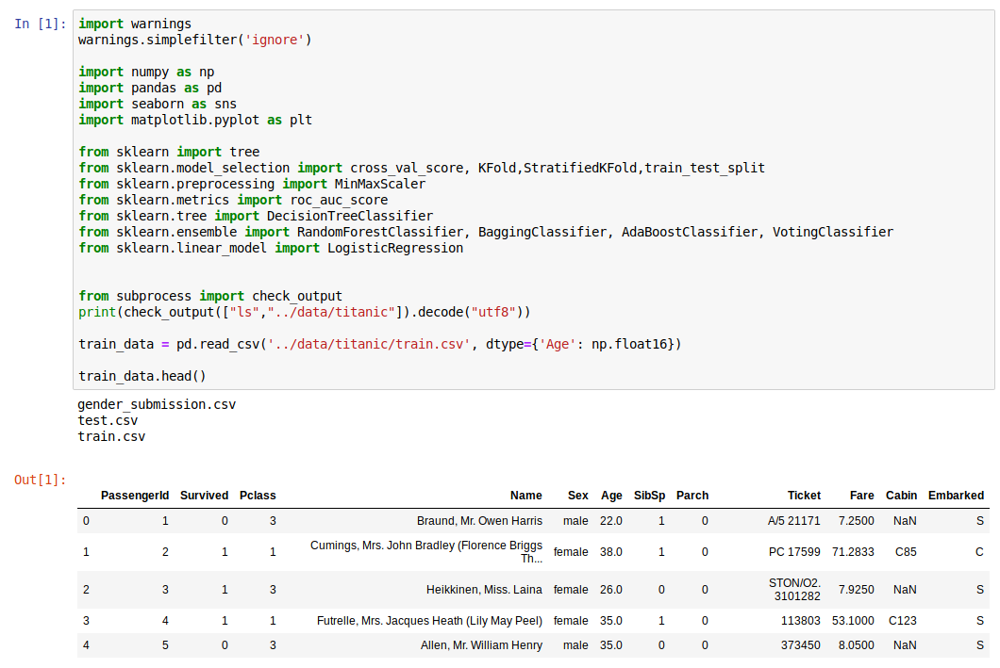 In [1]:
import warnings
warnings.simplefilter('ignore')
import numpy as np
import pandas as pd
import seaborn as sns
import matplotlib.pyplot as plt
from sklearn import tree
from sklearn.model_selection import cross_val_score, KFold,StratifiedKFold,train_test_split
from sklearn.preprocessing import MinMaxScaler
from sklearn.metrics import roc_auc_score
from sklearn.tree import DecisionTreeClassifier
from sklearn.ensemble import RandomForestClassifier, BaggingClassifier, AdaBoostClassifier, VotingClassifier
from sklearn.linear_model import LogisticRegression
from subprocess import check_output
print(check_output(["ls","../data/titanic"]).decode("utf8"))
train_data = pd.read_csv('../data/titanic/train.csv', dtype={'Age': np.float16})
train_data.head()
gender_submission.csv
test.csv
train.csv
Out[1]:
PassengerId Survived Pclass Name Sex Age SibSp Parch Ticket Fare Cabin Embarked
0 1 0 3 Braund, Mr. Owen Harris male 22.0 1 0 A/5 21171 7.2500 NaN S
1 2 1 1 Cumings, Mrs. John Bradley (Florence Briggs
Th... female 38.0 1 0 PC 17599 71.2833 C85 C
2 3 1 3 Heikkinen, Miss. Laina female 26.0 0 0 STON/O2.
3101282 7.9250 NaN S
3 4 1 1 Futrelle, Mrs. Jacques Heath (Lily May Peel) female 35.0 1 0 113803 53.1000 C123 S
4 5 0 3 Allen, Mr. William Henry male 35.0 0 0 373450 8.0500 NaN S